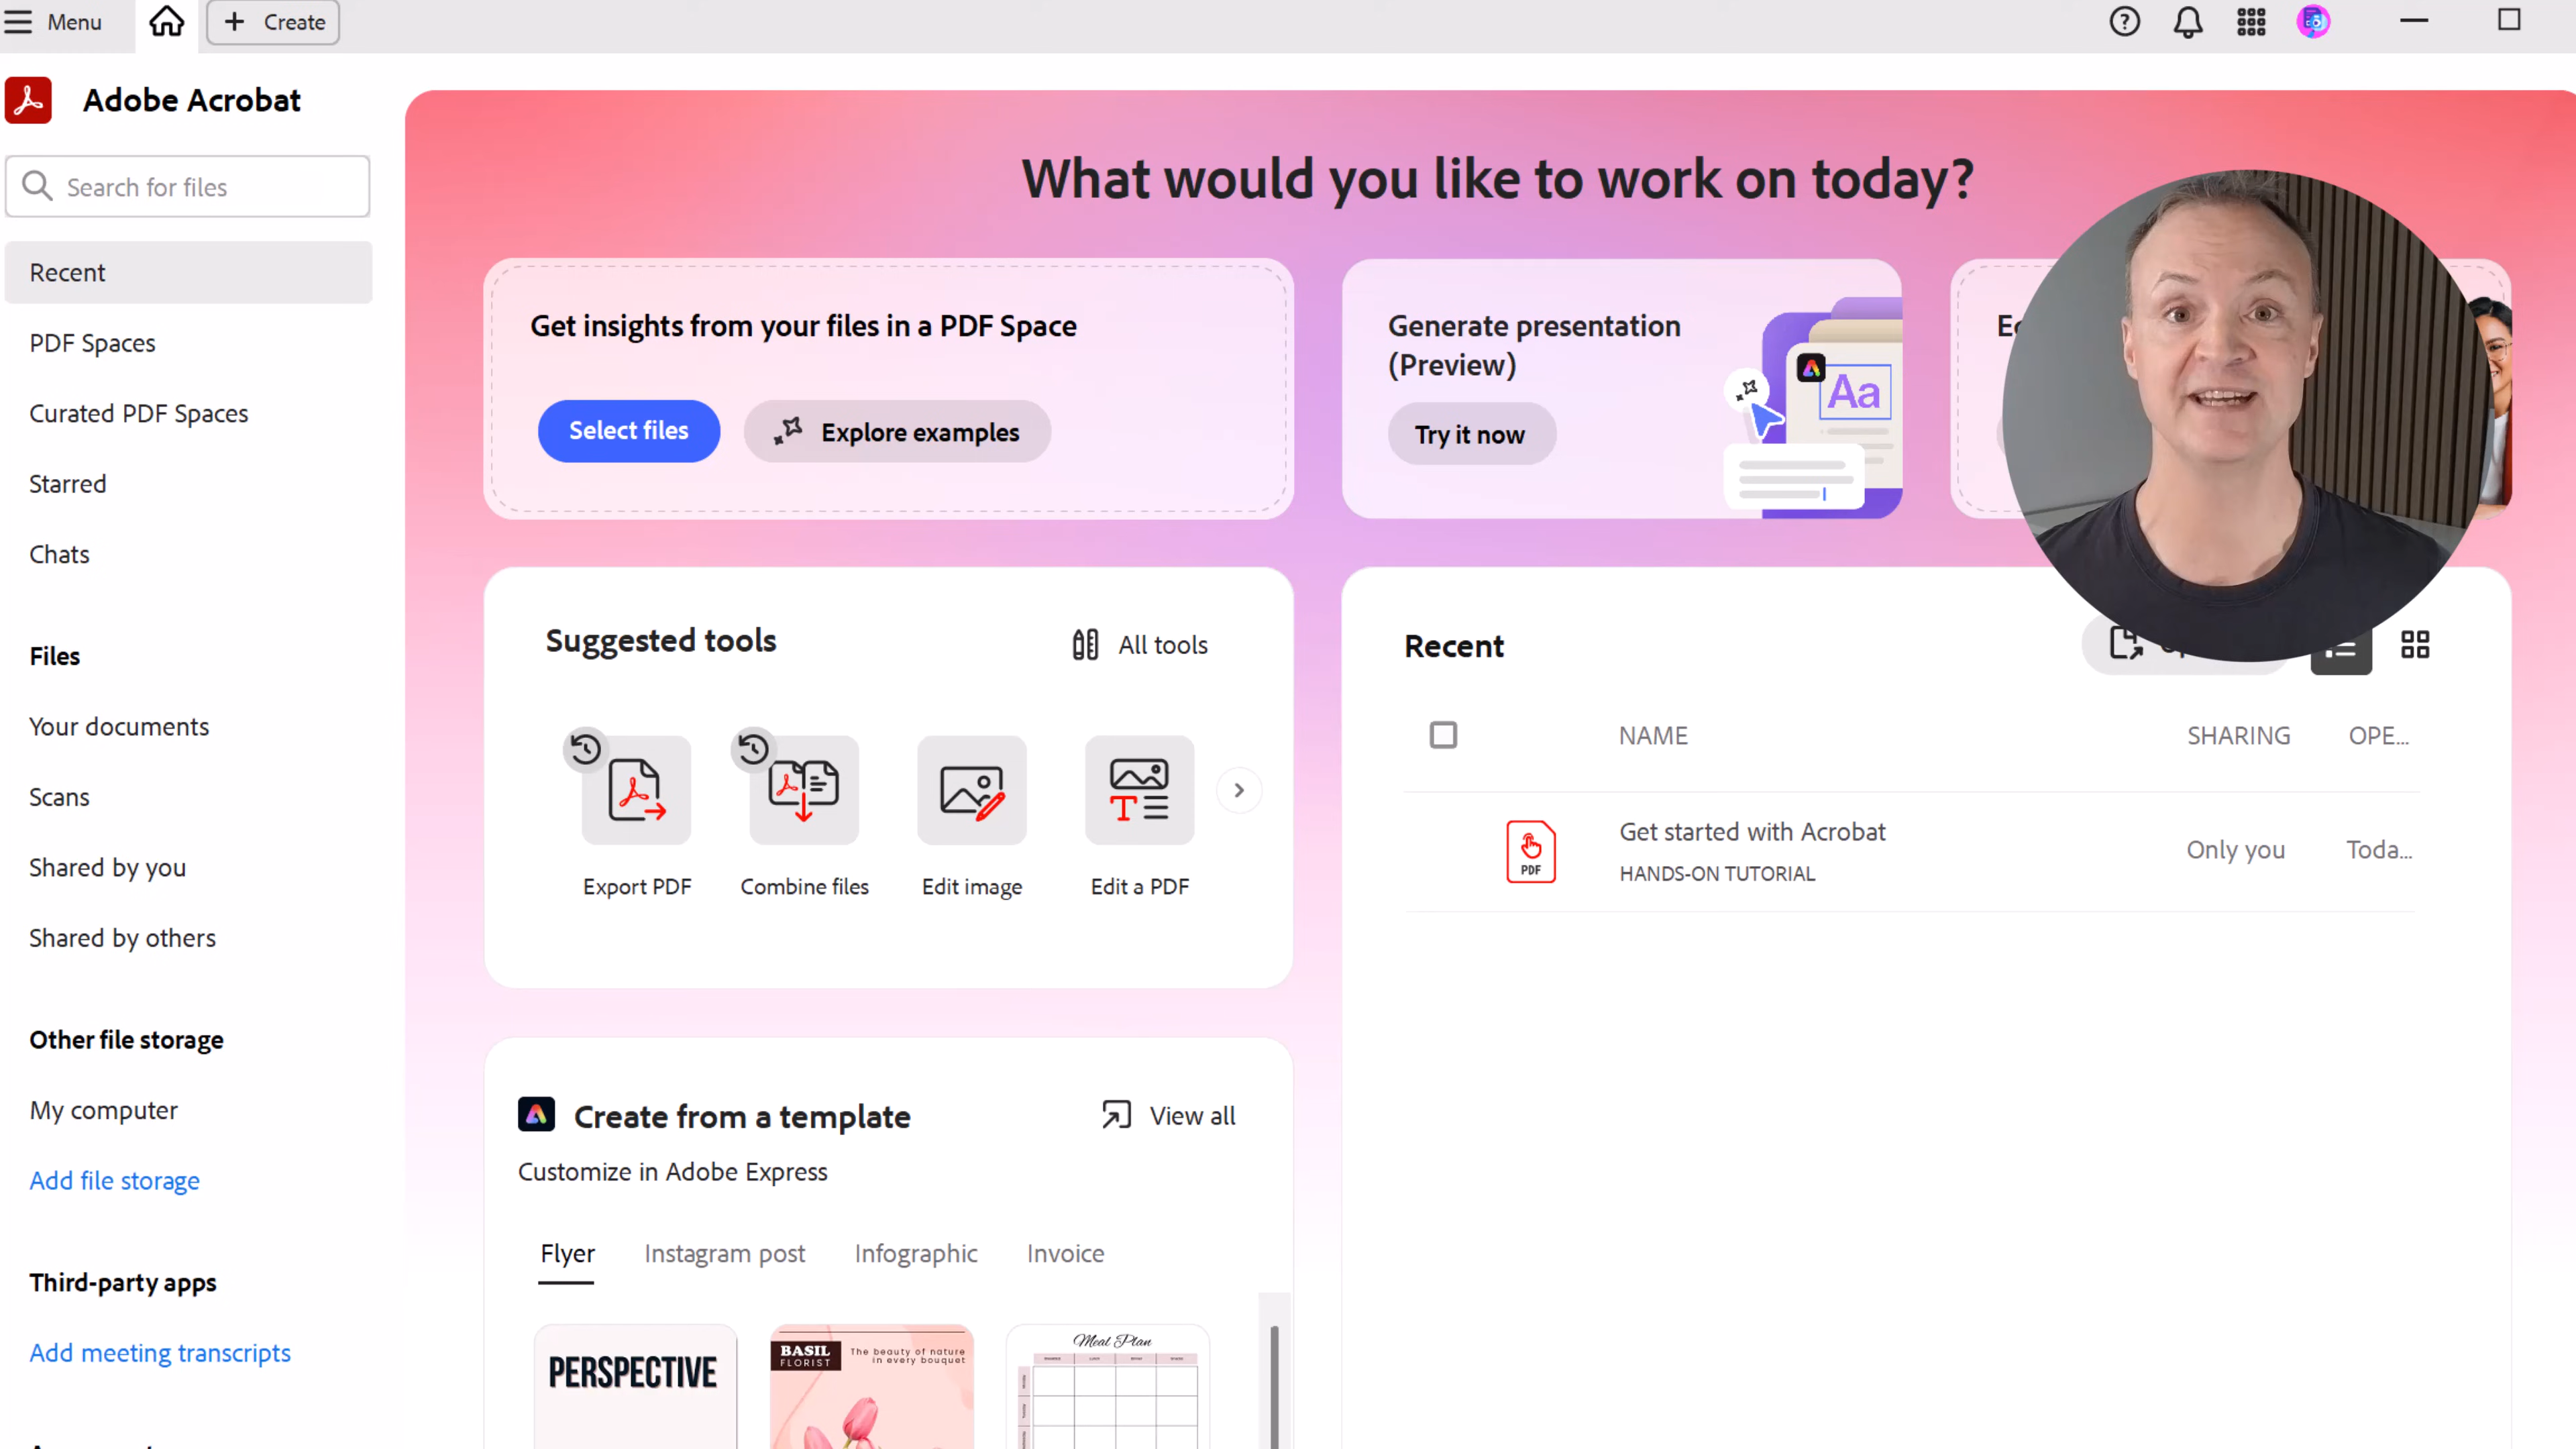 Menu
Create
Adobe Acrobat
Search for files
Recent
PDF Spaces
Curated PDF Spaces
Starred
Chats
Files
Your documents
Scans
Shared by you
Shared by others
Other file storage
My computer
Add file storage
Third-party apps
Add meeting transcripts
What would you like to work on today?
Get insights from your files in a PDF Space
Select files
Explore examples
Generate presentation
(Preview)
Try it now
Aa
Suggested tools
All tools
Export PDF
Combine files
Edit image
Edit a PDF
Create from a template
View all
Customize in Adobe Express
Flyer
Instagram post
Infographic
Invoice
PERSPECTIVE
BASIL
FLORIST
The beauty of nature
in every bouquet
Meal Plan
Recent
NAME
SHARING
OPE...
PDF
Get started with Acrobat
HANDS-ON TUTORIAL
Only you
Toda...